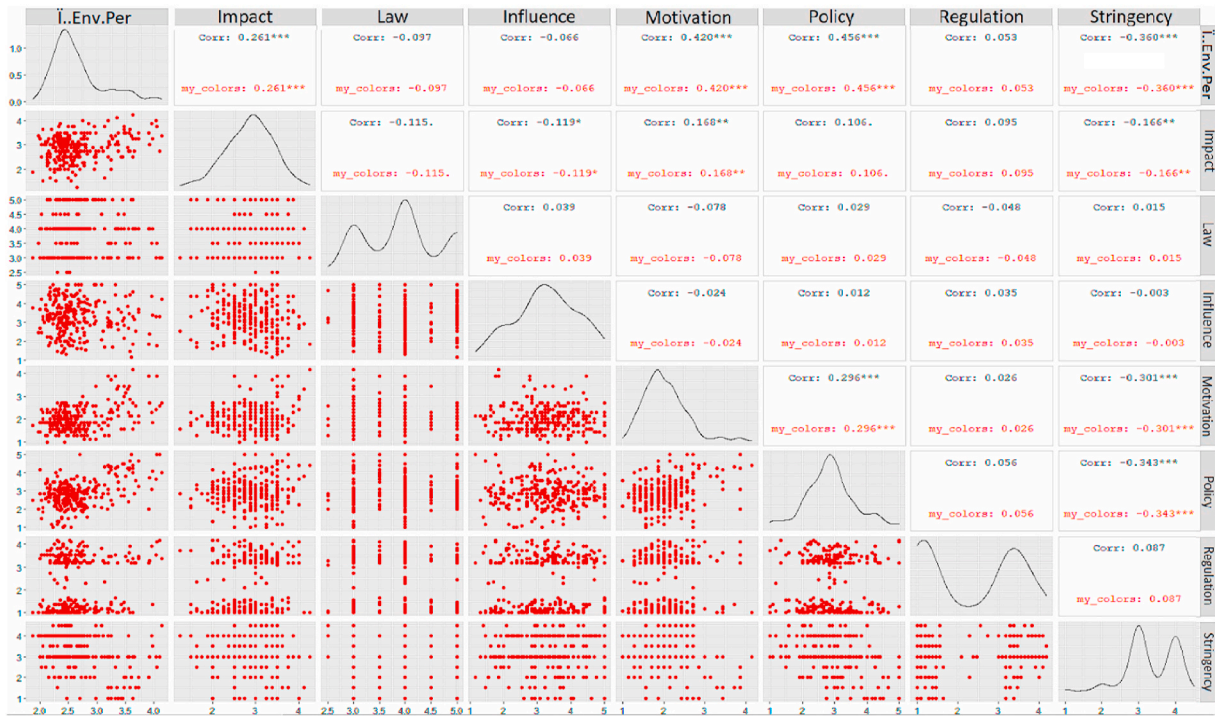 Ï..Env.Per Impact Law Influence Motivation Policy Regulation Stringency
Corr: 0.261*** Corr: -0.097 Corr: -0.066 Corr: 0.420*** Corr: 0.456*** Corr: 0.053 Corr: -0.360***
my_colors: 0.261*** my_colors: -0.097 my_colors: -0.066 my_colors: 0.420*** my_colors: 0.456*** my_colors: 0.053 my_colors: -0.360***
1.0
0.5
0.0
Ï..Env.Per
Corr: -0.115. Corr: -0.119* Corr: 0.168** Corr: 0.106. Corr: 0.095 Corr: -0.166**
my_colors: -0.115. my_colors: -0.119* my_colors: 0.168** my_colors: 0.106. my_colors: 0.095 my_colors: -0.166**
4
3
2
Impact
Corr: 0.039 Corr: -0.078 Corr: 0.029 Corr: -0.048 Corr: 0.015
my_colors: 0.039 my_colors: -0.078 my_colors: 0.029 my_colors: -0.048 my_colors: 0.015
5.0
4.5
4.0
3.5
3.0
2.5
Law
Corr: -0.024 Corr: 0.012 Corr: 0.035 Corr: -0.003
my_colors: -0.024 my_colors: 0.012 my_colors: 0.035 my_colors: -0.003
5
4
3
2
1
Influence
Corr: 0.296*** Corr: 0.026 Corr: -0.301***
my_colors: 0.296*** my_colors: 0.026 my_colors: -0.301***
4
3
2
1
Motivation
Corr: 0.056 Corr: -0.343***
my_colors: 0.056 my_colors: -0.343***
5
4
3
2
1
Policy
Corr: 0.087
my_colors: 0.087
4
3
2
1
Regulation
4
3
2
1
Stringency
2.0 2.5 3.0 3.5 4.0 2 3 4 2.5 3.0 3.5 4.0 4.5 5.0 1 2 3 4 5 1 2 3 4 1 2 3 4 5 1 2 3 4 1 2 3 4